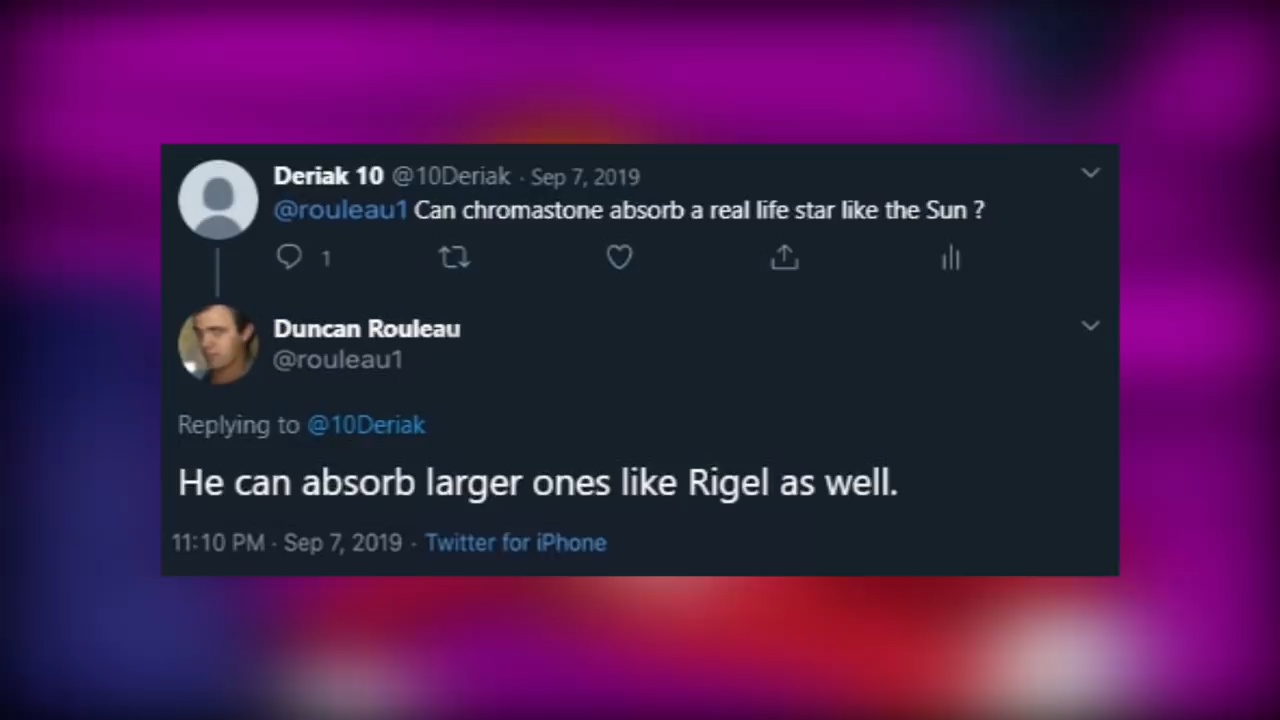 Deriak 10 @10Deriak · Sep 7, 2019
@rouleau1 Can chromastone absorb a real life star like the Sun ?
1
Duncan Rouleau
@rouleau1
Replying to @10Deriak
He can absorb larger ones like Rigel as well.
11:10 PM · Sep 7, 2019 · Twitter for iPhone